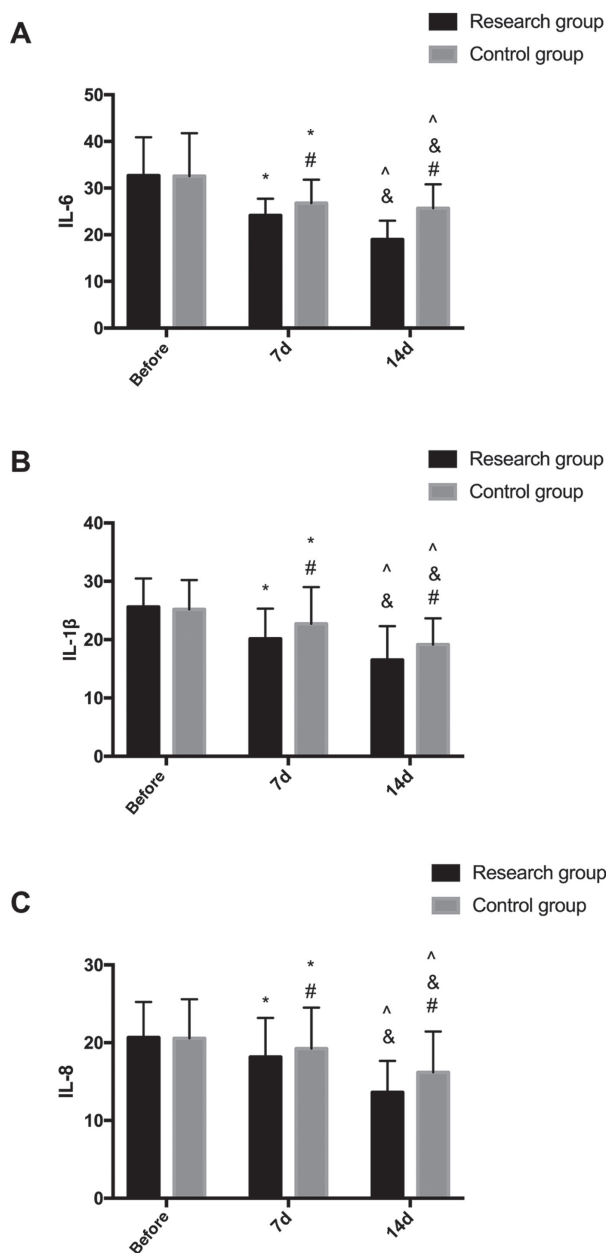 A
Research group
Control group
50
40
30
20
10
0
IL-6
*
*
#
^
&
^
&
#
Before
7d
14d
B
Research group
Control group
40
30
20
10
0
IL-1β
*
*
#
^
&
^
&
#
Before
7d
14d
C
Research group
Control group
30
20
10
0
IL-8
*
*
#
^
&
^
&
#
Before
7d
14d